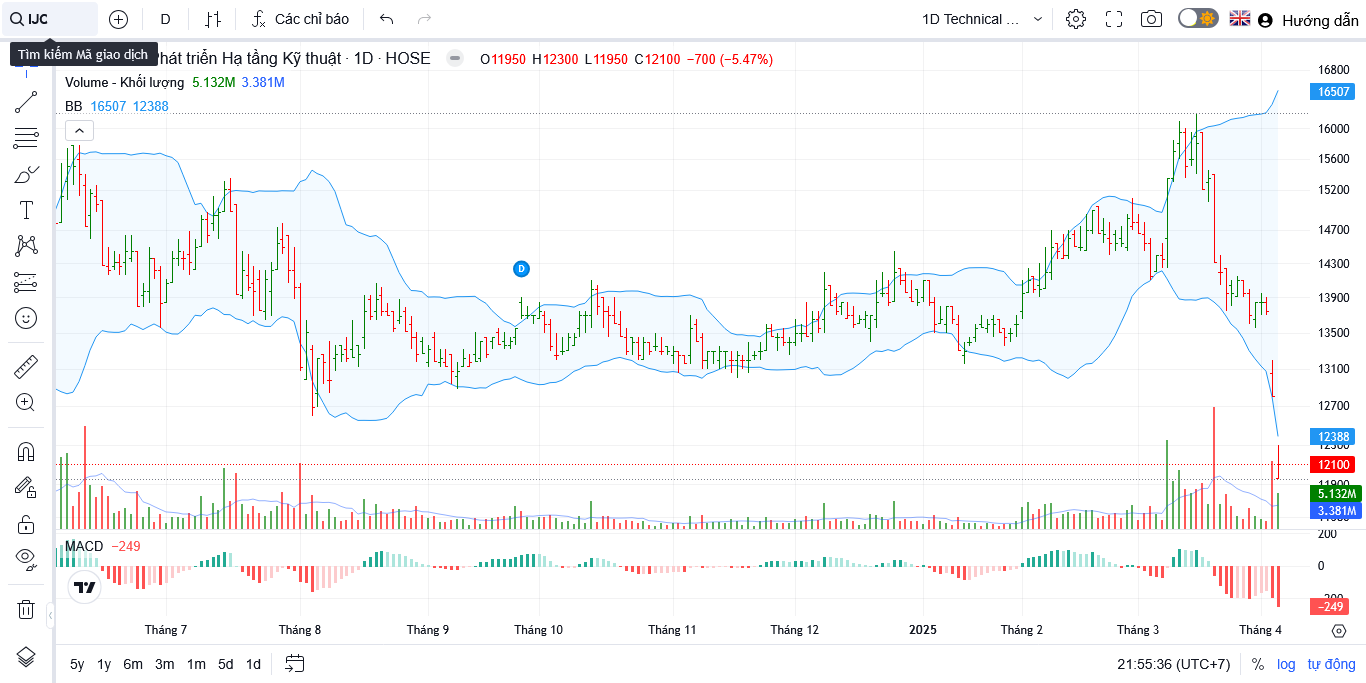 IJC D Các chỉ báo 1D Technical ... Hướng dẫn
Tìm kiếm Mã giao dịch
Phát triển Hạ tầng Kỹ thuật · 1D · HOSE O11950 H12300 L11950 C12100 −700 (−5.47%)
Volume - Khối lượng 5.132M 3.381M
BB 16507 12388
16800
16507
16000
15600
15200
14700
14300
13900
13500
13100
12700
12388
12300
12100
11900
5.132M
3.381M
D
MACD −249
200
0
−200
−249
Tháng 7 Tháng 8 Tháng 9 Tháng 10 Tháng 11 Tháng 12 2025 Tháng 2 Tháng 3 Tháng 4
5y 1y 6m 3m 1m 5d 1d 21:55:36 (UTC+7) % log tự động